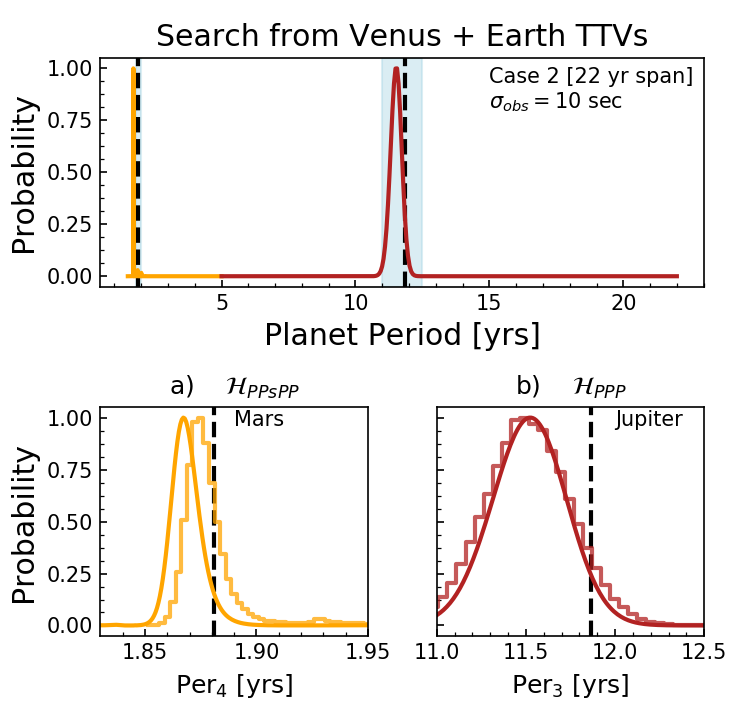 Search from Venus + Earth TTVs
Probability
1.00
0.75
0.50
0.25
0.00
Case 2 [22 yr span]
σ_obs = 10 sec
5 10 15 20
Planet Period [yrs]
a) ℋ_PPsPP
Probability
1.00
0.75
0.50
0.25
0.00
Mars
1.85 1.90 1.95
Per₄ [yrs]
b) ℋ_PPP
Jupiter
11.0 11.5 12.0 12.5
Per₃ [yrs]